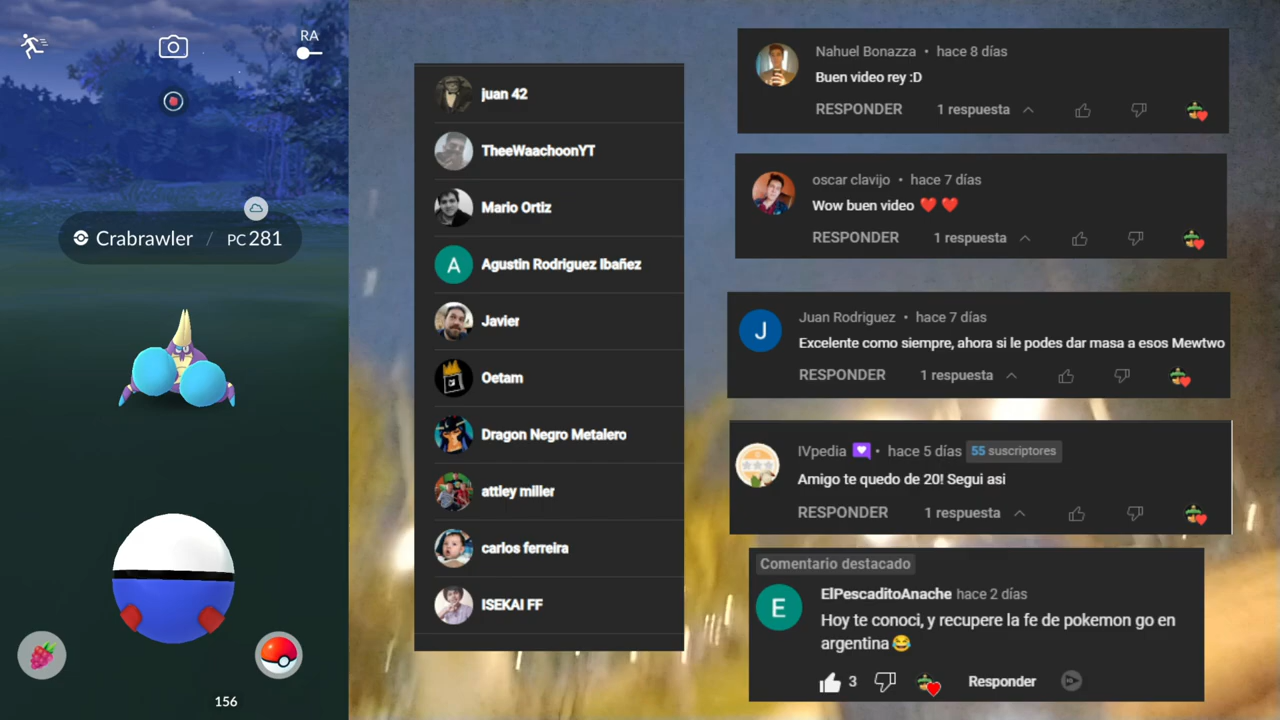 RA
Crabrawler / PC281
156
juan 42
TheeWaachoonYT
Mario Ortiz
A
Agustin Rodriguez Ibañez
Javier
Oetam
Dragon Negro Metalero
attley miller
carlos ferreira
ISEKAI FF
Nahuel Bonazza • hace 8 días
Buen video rey :D
RESPONDER 1 respuesta
oscar clavijo • hace 7 días
Wow buen video ❤️ ❤️
RESPONDER 1 respuesta
J
Juan Rodriguez • hace 7 días
Excelente como siempre, ahora si le podes dar masa a esos Mewtwo
RESPONDER 1 respuesta
IVpedia • hace 5 días 55 suscriptores
Amigo te quedo de 20! Segui asi
RESPONDER 1 respuesta
Comentario destacado
E
ElPescaditoAnache hace 2 días
Hoy te conoci, y recupere la fe de pokemon go en
argentina 😂
3 Responder